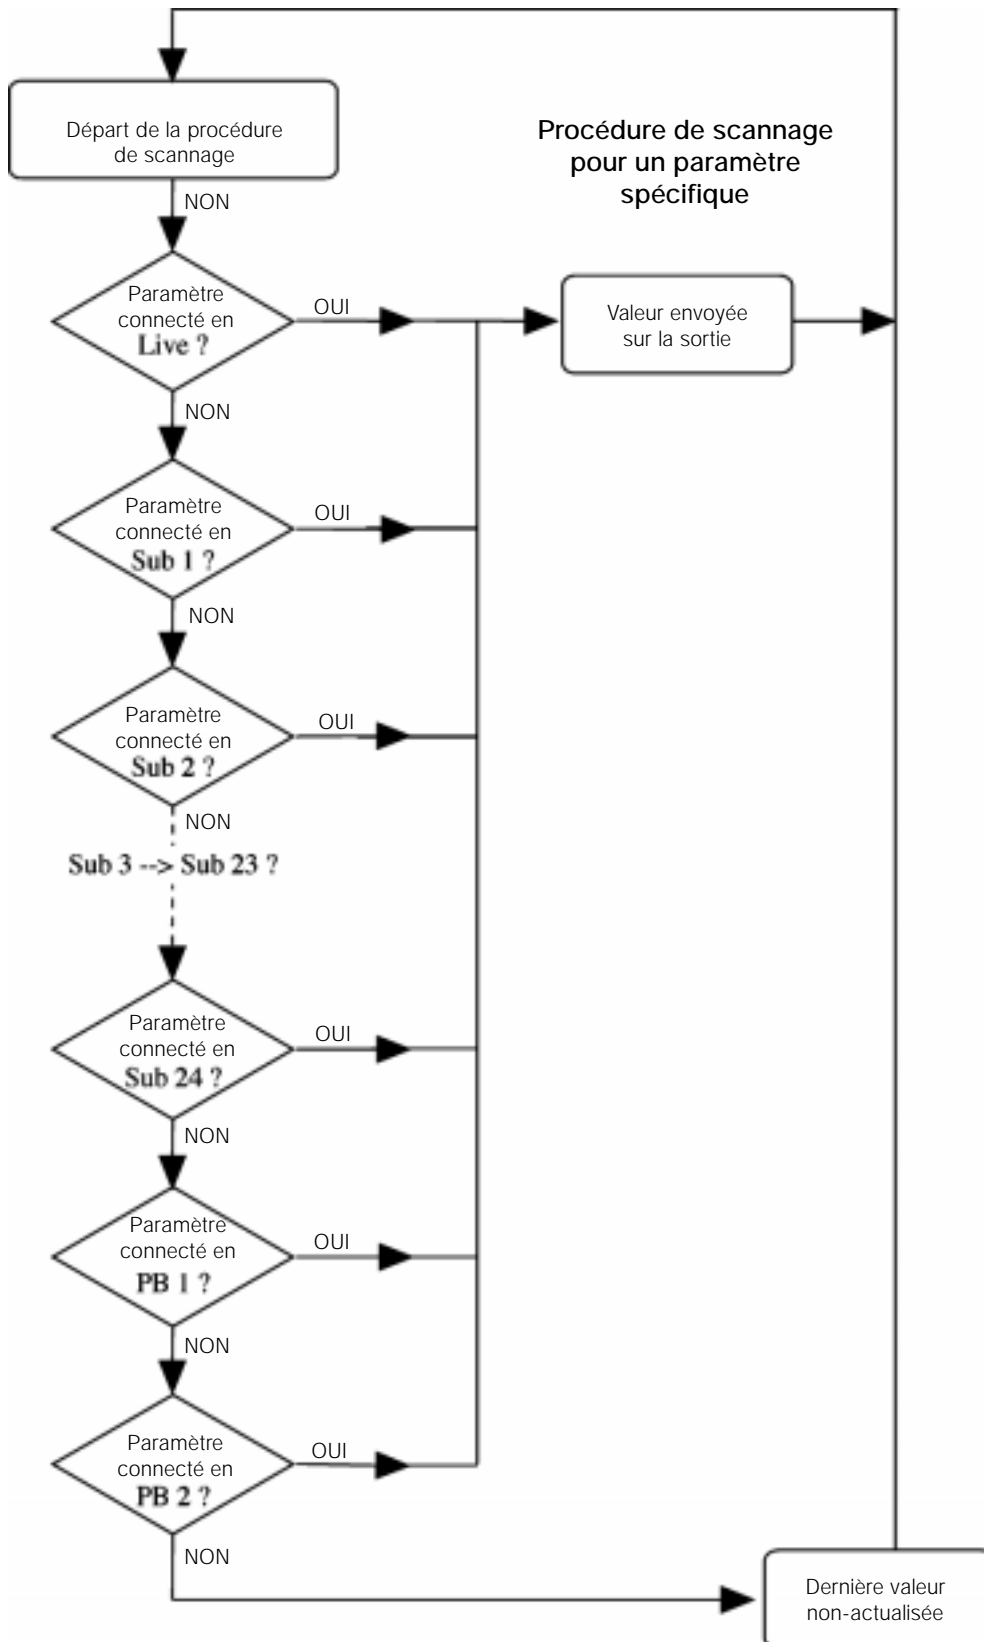 Départ de la procédure
de scannage
Procédure de scannage
pour un paramètre
spécifique
NON
Paramètre
connecté en
Live ?
OUI
Valeur envoyée
sur la sortie
NON
Paramètre
connecté en
Sub 1 ?
OUI
NON
Paramètre
connecté en
Sub 2 ?
OUI
NON
Sub 3 --> Sub 23 ?
Paramètre
connecté en
Sub 24 ?
OUI
NON
Paramètre
connecté en
PB 1 ?
OUI
NON
Paramètre
connecté en
PB 2 ?
OUI
NON
Dernière valeur
non-actualisée